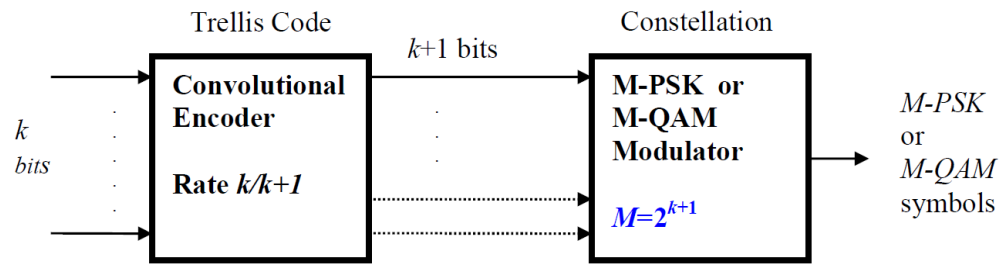 Trellis Code
Constellation
k+1 bits
k
bits
Convolutional
Encoder
Rate k/k+1
M-PSK or
M-QAM
Modulator
M=2^{k+1}
M-PSK
or
M-QAM
symbols